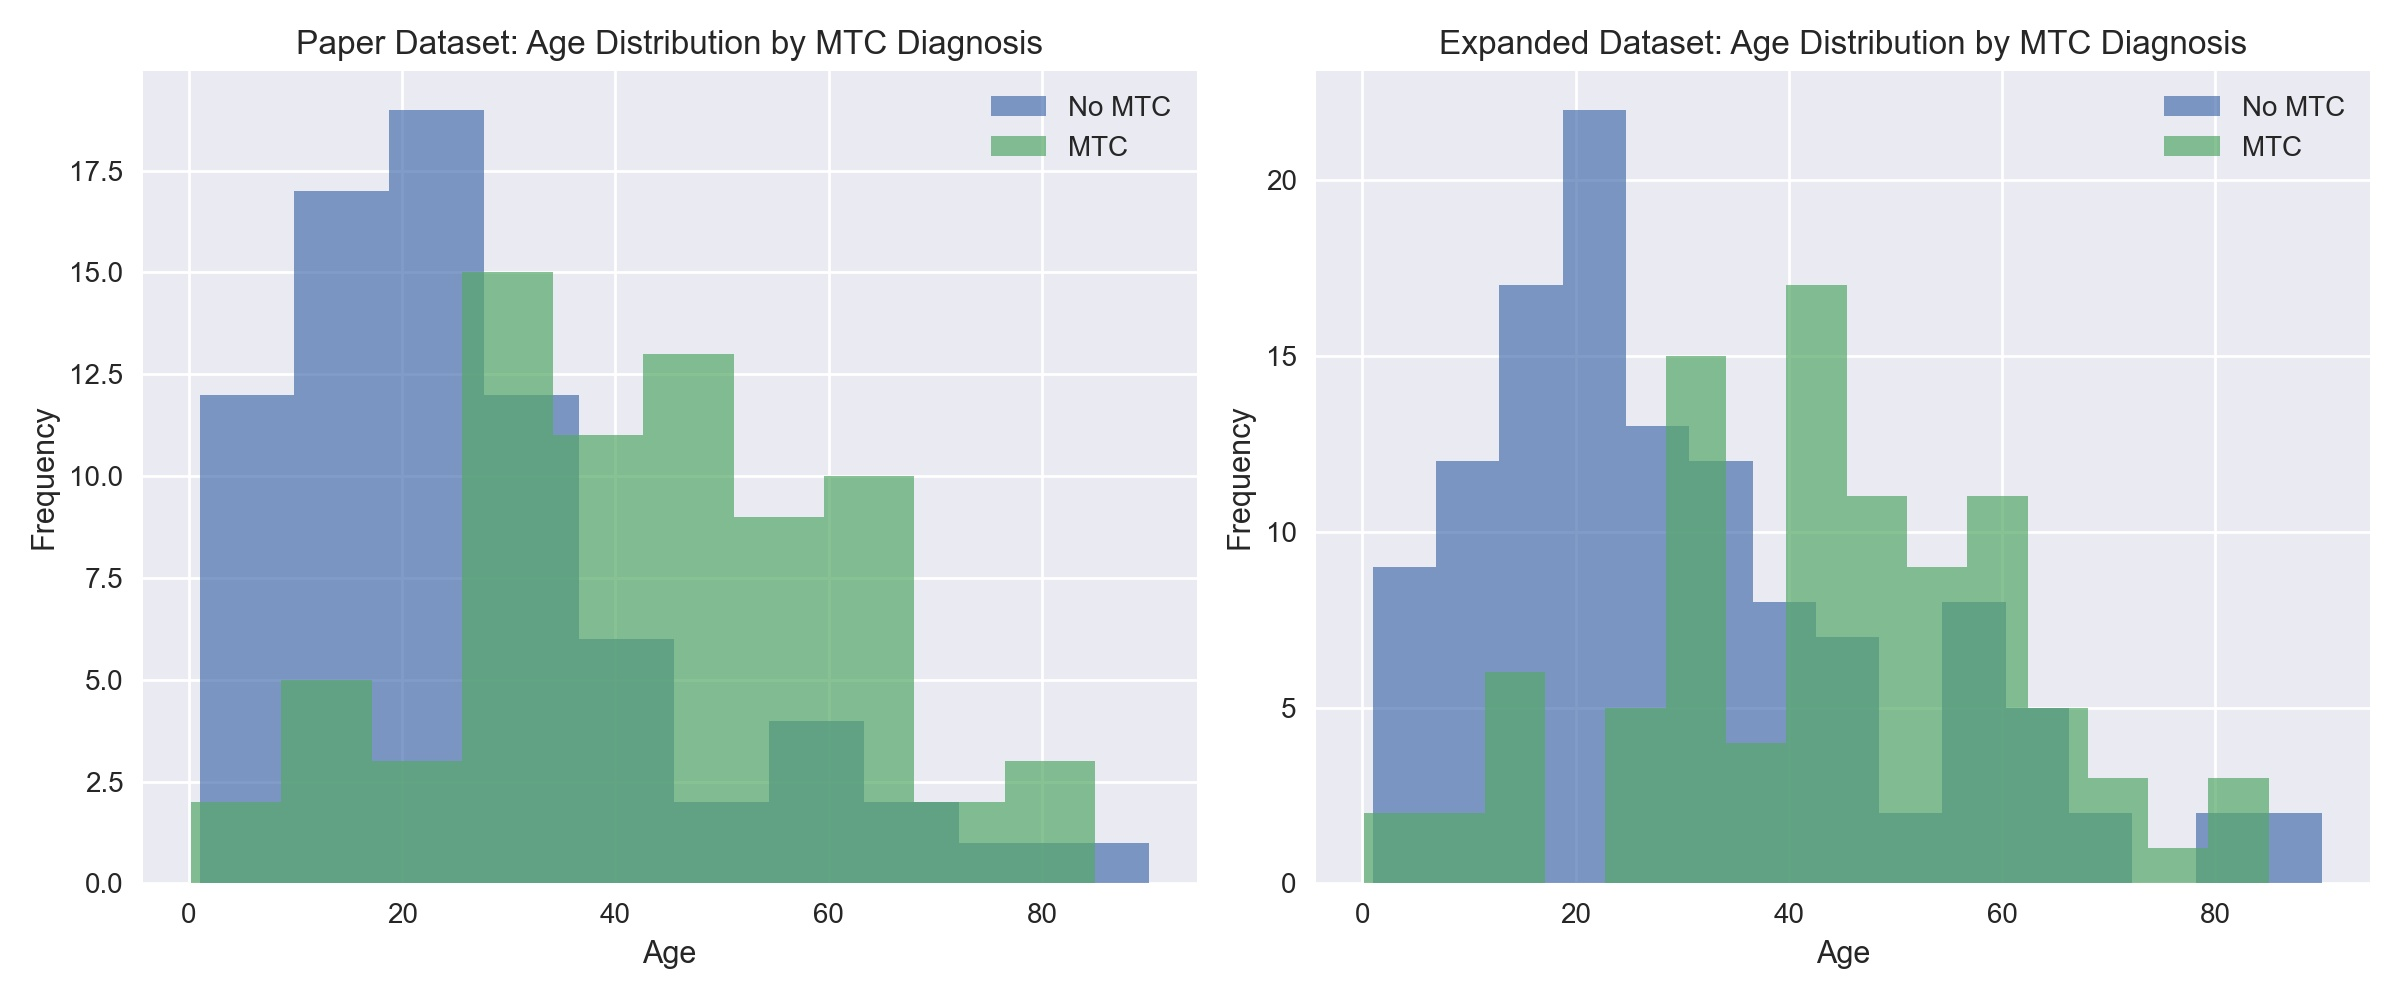 Paper Dataset: Age Distribution by MTC Diagnosis
No MTC
MTC
17.5
15.0
12.5
10.0
7.5
5.0
2.5
0.0
Frequency
0 20 40 60 80
Age
Expanded Dataset: Age Distribution by MTC Diagnosis
No MTC
MTC
20
15
10
5
0
Frequency
0 20 40 60 80
Age